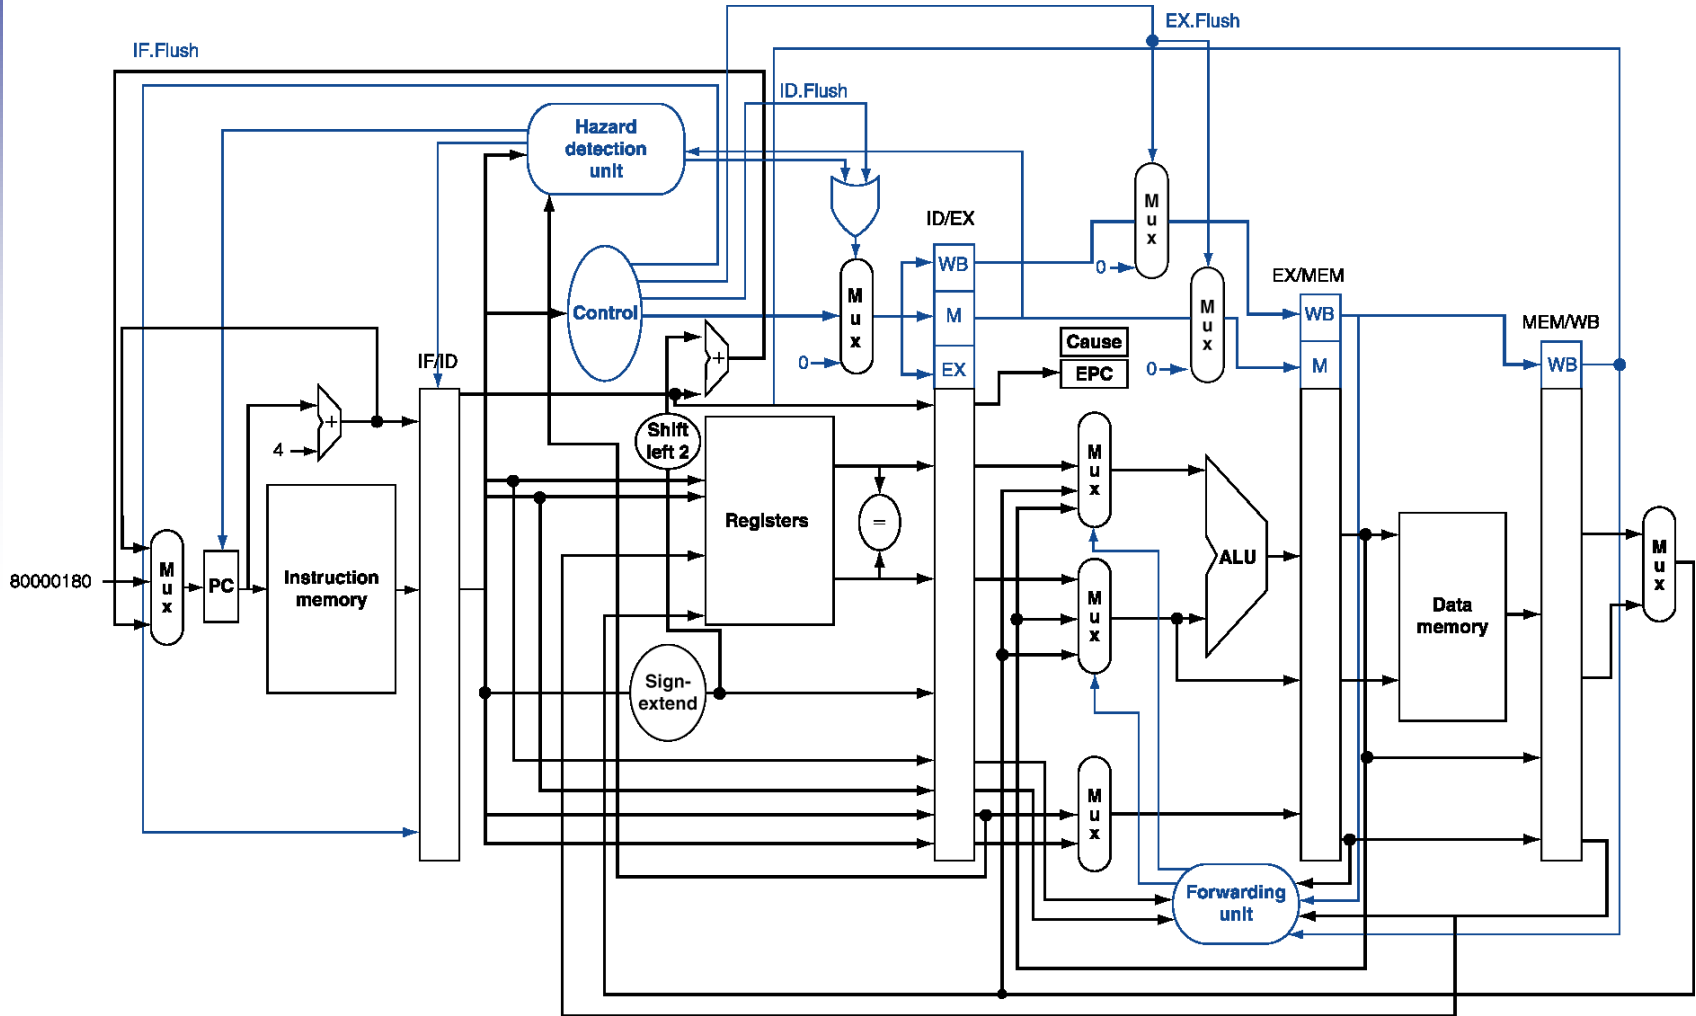 EX.Flush
IF.Flush
ID.Flush
Hazard
detection
unit
M
u
x
ID/EX
WB
0
EX/MEM
Control
M
u
x
M
M
u
x
WB
MEM/WB
Cause
IF/ID
+
0
EX
EPC
0
M
WB
+
4
Shift
left 2
M
u
x
Registers
=
Instruction
memory
80000180
M
u
x
PC
ALU
M
u
x
Data
memory
M
u
x
Sign-
extend
M
u
x
Forwarding
unit